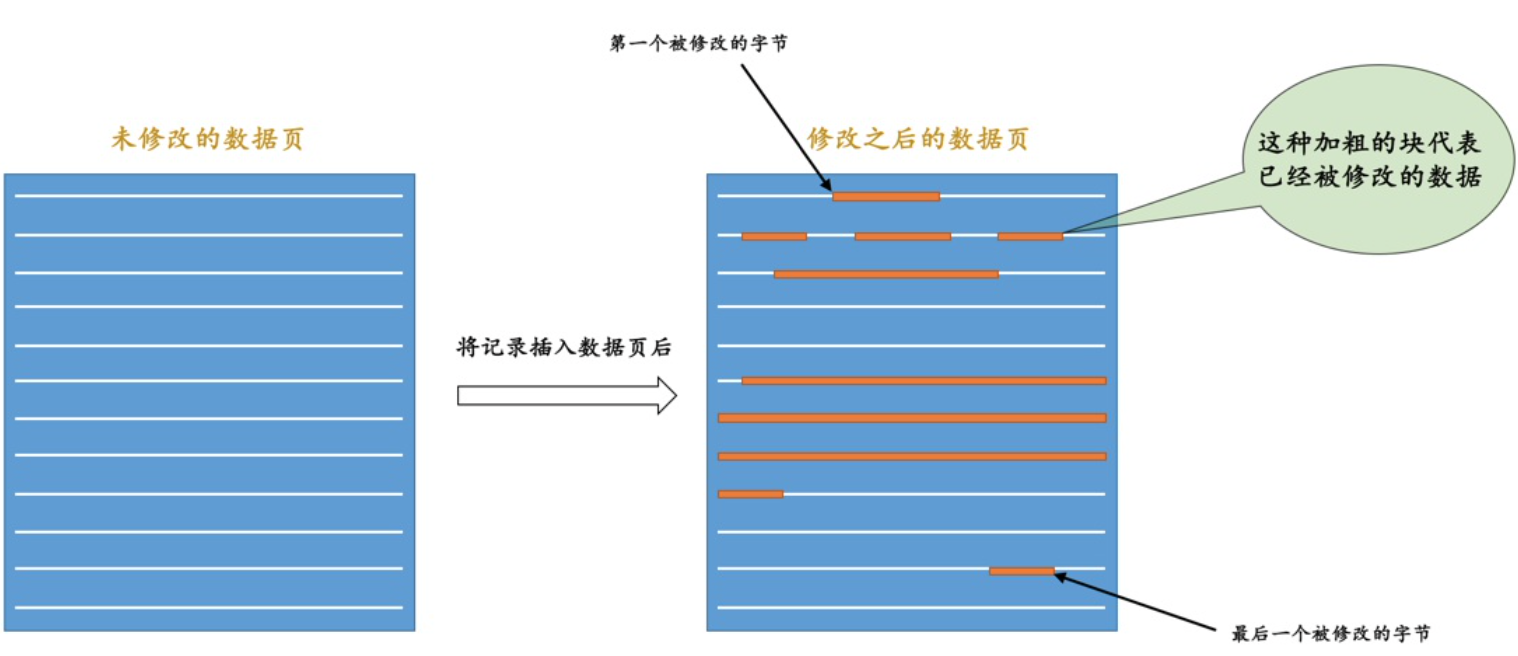 第一个被修改的字节
未修改的数据页
修改之后的数据页
这种加粗的块代表
已经被修改的数据
将记录插入数据页后
最后一个被修改的字节